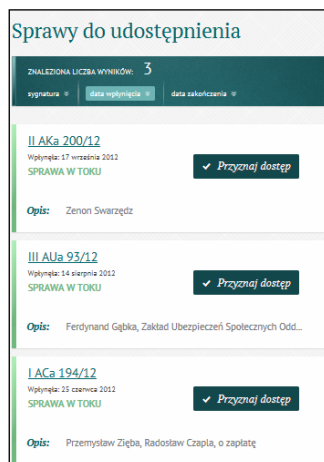 Sprawy do udostępnienia
ZNALEZIONA LICZBA WYNIKÓW: 3
sygnatura data wpłynięcia data zakończenia
II AKa 200/12
Wpłynęła: 17 września 2012
SPRAWA W TOKU
Przyznaj dostęp
Opis: Zenon Swarzędz
III AUa 93/12
Wpłynęła: 14 sierpnia 2012
SPRAWA W TOKU
Przyznaj dostęp
Opis: Ferdynand Gąbka, Zakład Ubezpieczeń Społecznych Odd...
I ACa 194/12
Wpłynęła: 25 czerwca 2012
SPRAWA W TOKU
Przyznaj dostęp
Opis: Przemysław Zięba, Radosław Czapla, o zapłatę